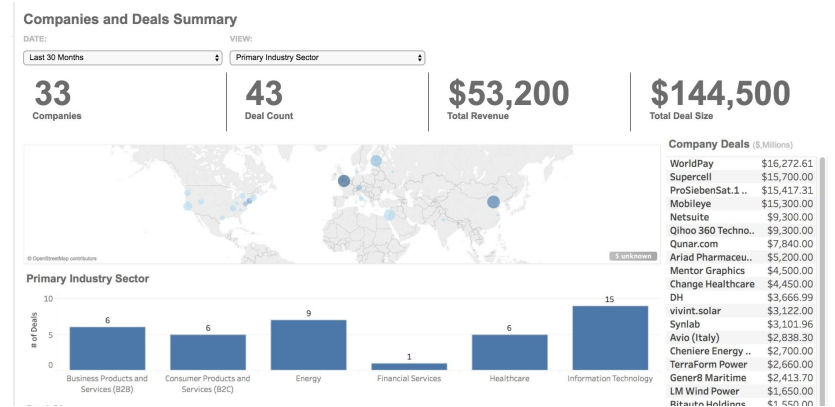 Companies and Deals Summary
DATE:
VIEW:
Last 30 Months
Primary Industry Sector
33
Companies
43
Deal Count
$53,200
Total Revenue
$144,500
Total Deal Size
© OpenStreetMap contributors
5 unknown
Company Deals ($,Millions)
WorldPay $16,272.61
Supercell $15,700.00
ProSiebenSat.1 .. $15,417.31
Mobileye $15,300.00
Netsuite $9,300.00
Qihoo 360 Techno.. $9,300.00
Qunar.com $7,840.00
Ariad Pharmaceu.. $5,200.00
Mentor Graphics $4,500.00
Change Healthcare $4,450.00
DH $3,666.99
vivint.solar $3,122.00
Synlab $3,101.96
Avio (Italy) $2,838.30
Cheniere Energy .. $2,700.00
TerraForm Power $2,660.00
Gener8 Maritime $2,413.70
LM Wind Power $1,650.00
Bitauto Holdings $1,550.00
Primary Industry Sector
# of Deals
10
5
0
6
6
9
1
6
15
Business Products and Services (B2B)
Consumer Products and Services (B2C)
Energy
Financial Services
Healthcare
Information Technology